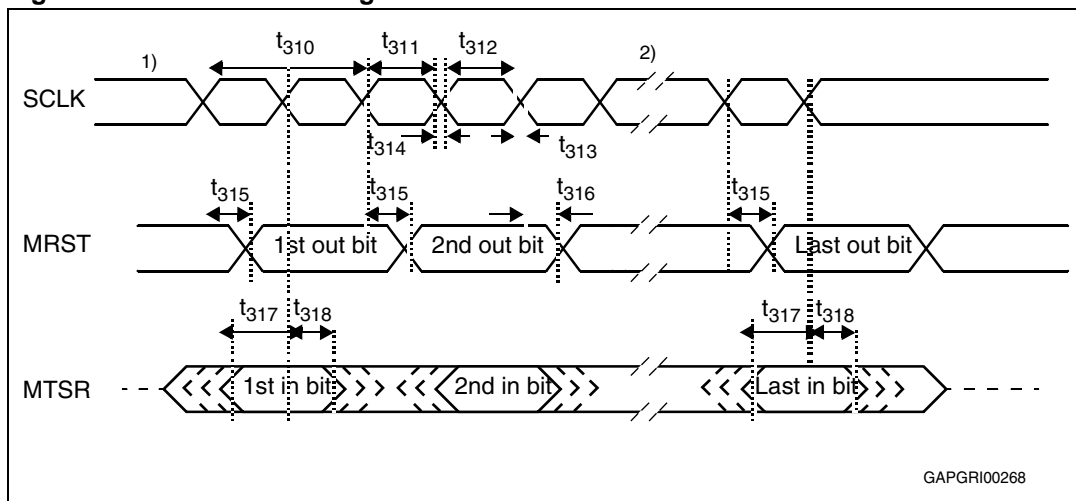 t310 t311 t312
1) 2)
SCLK
t314 t313
t315 t315 t316 t315
MRST 1st out bit 2nd out bit Last out bit
t317 t318 t317 t318
MTSR 1st in bit 2nd in bit Last in bit
GAPGRI00268